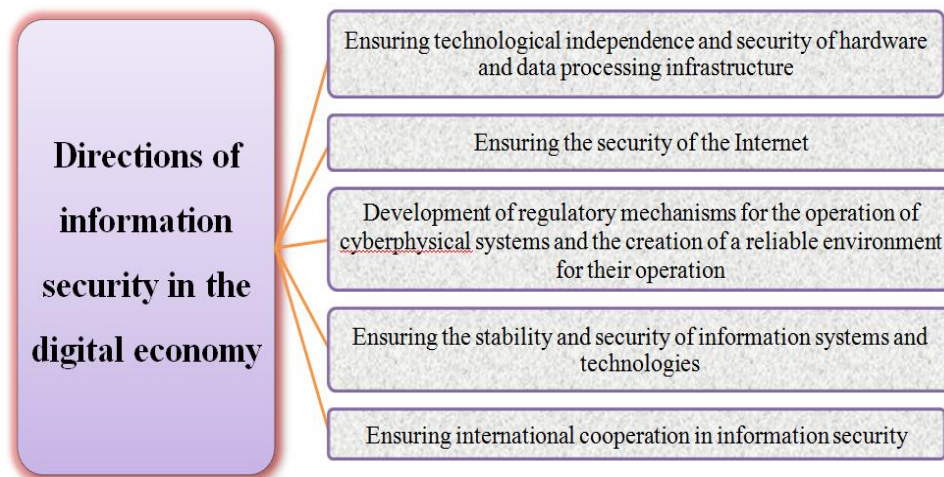 Directions of
information
security in the
digital economy
Ensuring technological independence and security of hardware
and data processing infrastructure
Ensuring the security of the Internet
Development of regulatory mechanisms for the operation of
cyberphysical systems and the creation of a reliable environment
for their operation
Ensuring the stability and security of information systems and
technologies
Ensuring international cooperation in information security